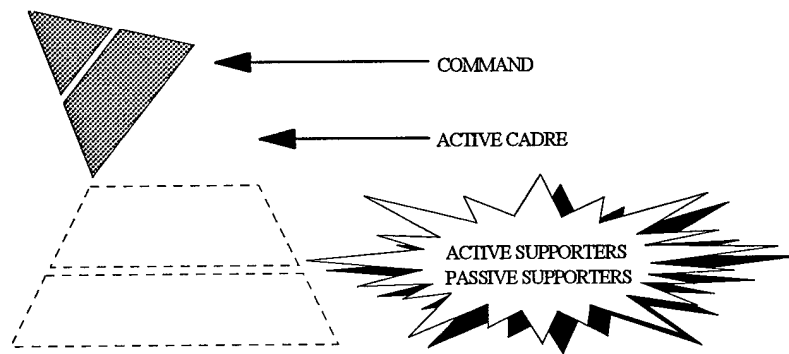 COMMAND
ACTIVE CADRE
ACTIVE SUPPORTERS
PASSIVE SUPPORTERS